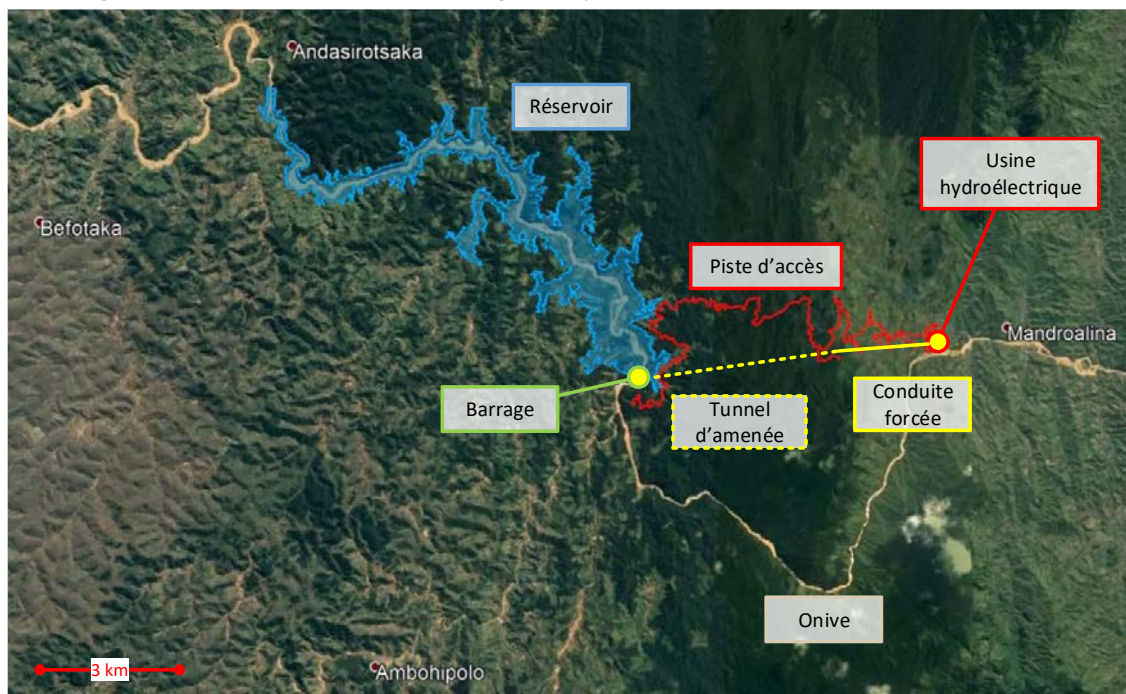 Andasirotsaka
Réservoir
Usine
hydroélectrique
Befotaka
Piste d'accès
Mandroalina
Barrage
Tunnel
d'amenée
Conduite
forcée
Onive
3 km
Ambohipolo